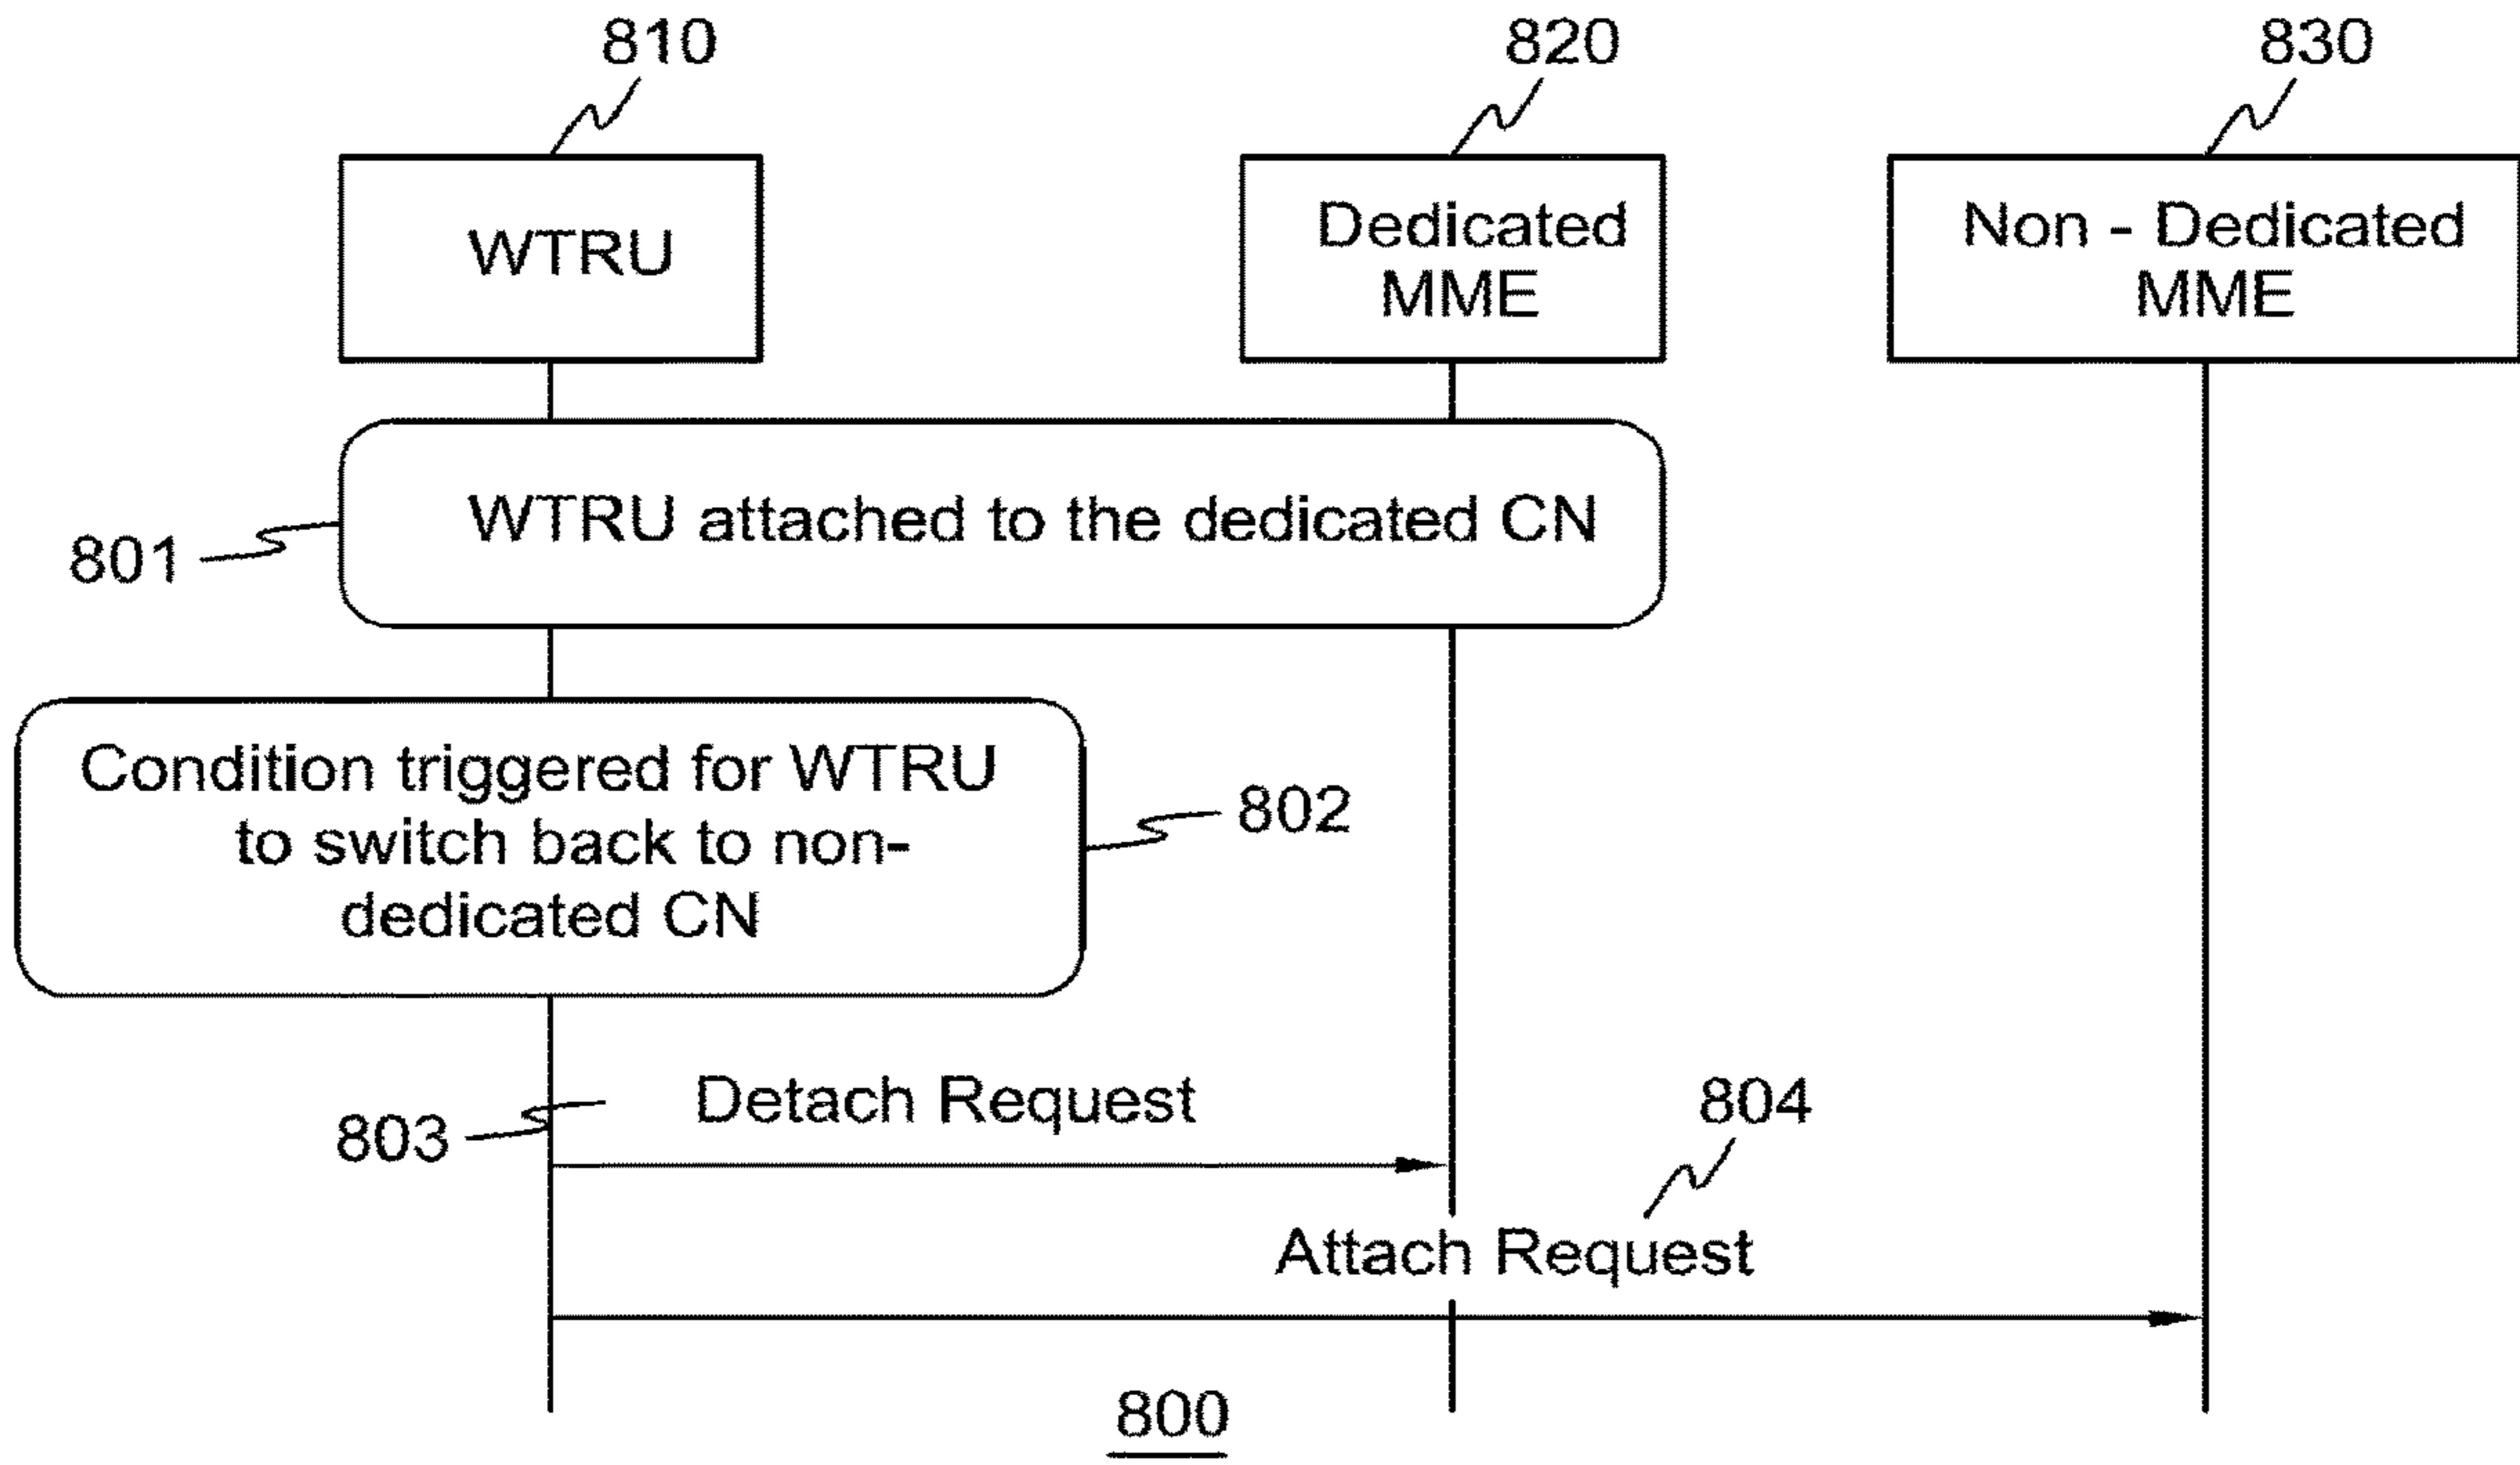 810
820
830
WTRU
Dedicated
MME
Non - Dedicated
MME
WTRU attached to the dedicated CN
801
Condition triggered for WTRU
to switch back to non-
dedicated CN
802
Detach Request
803
804
Attach Request
800